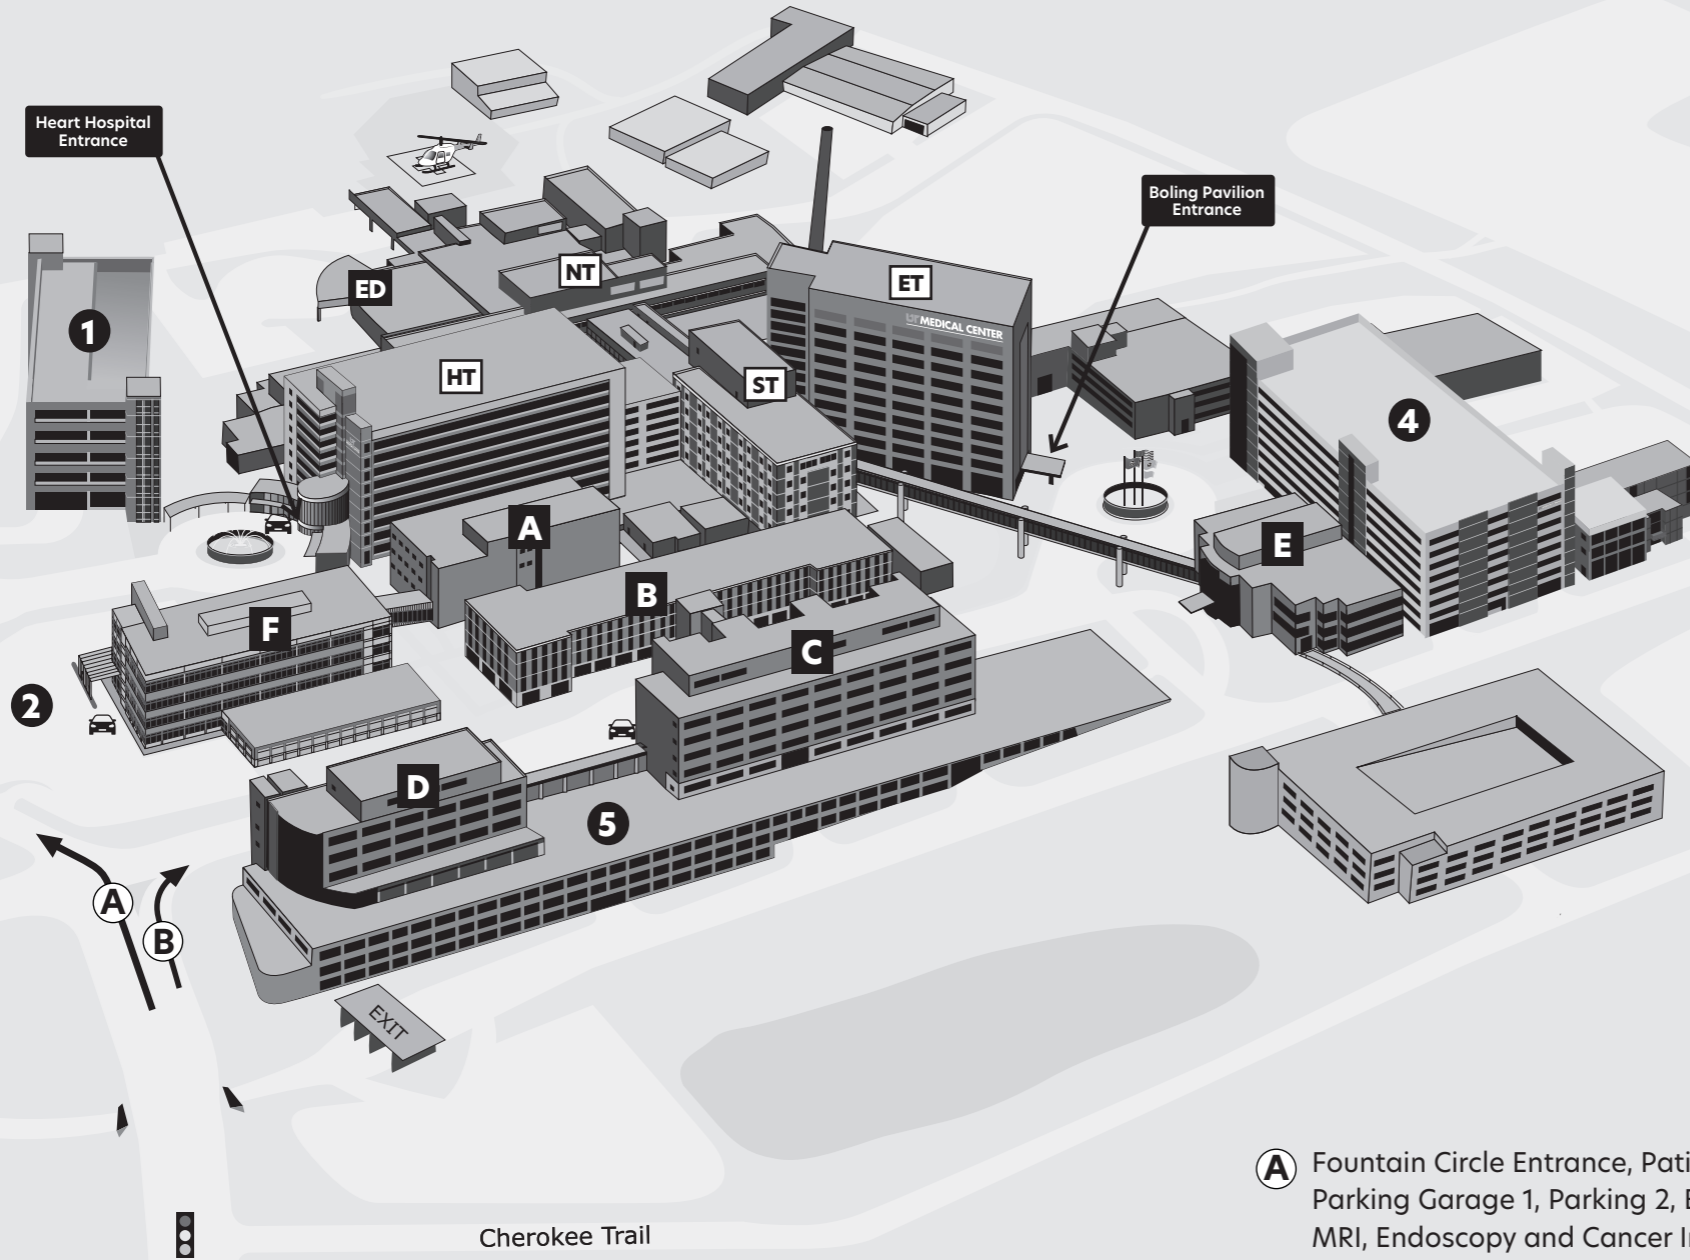 Heart Hospital
Entrance
Boling Pavilion
Entrance
NT
ED
ET
UT MEDICAL CENTER
1
HT
ST
4
A
E
B
F
C
2
D
5
A
B
EXIT
A Fountain Circle Entrance,
Parking Garage 1, Parking 2,
MRI, Endoscopy and Cancer
Cherokee Trail